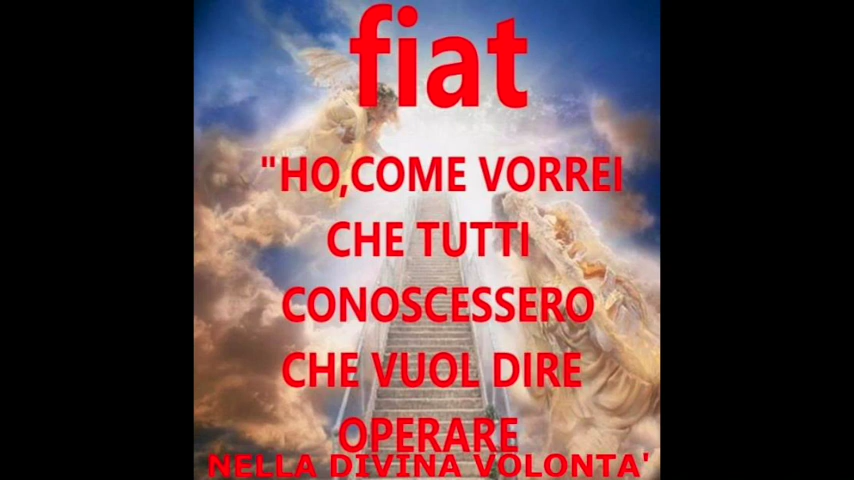 fiat
"HO,COME VORREI
CHE TUTTI
CONOSCESSERO
CHE VUOL DIRE
OPERARE
NELLA DIVINA VOLONTA'